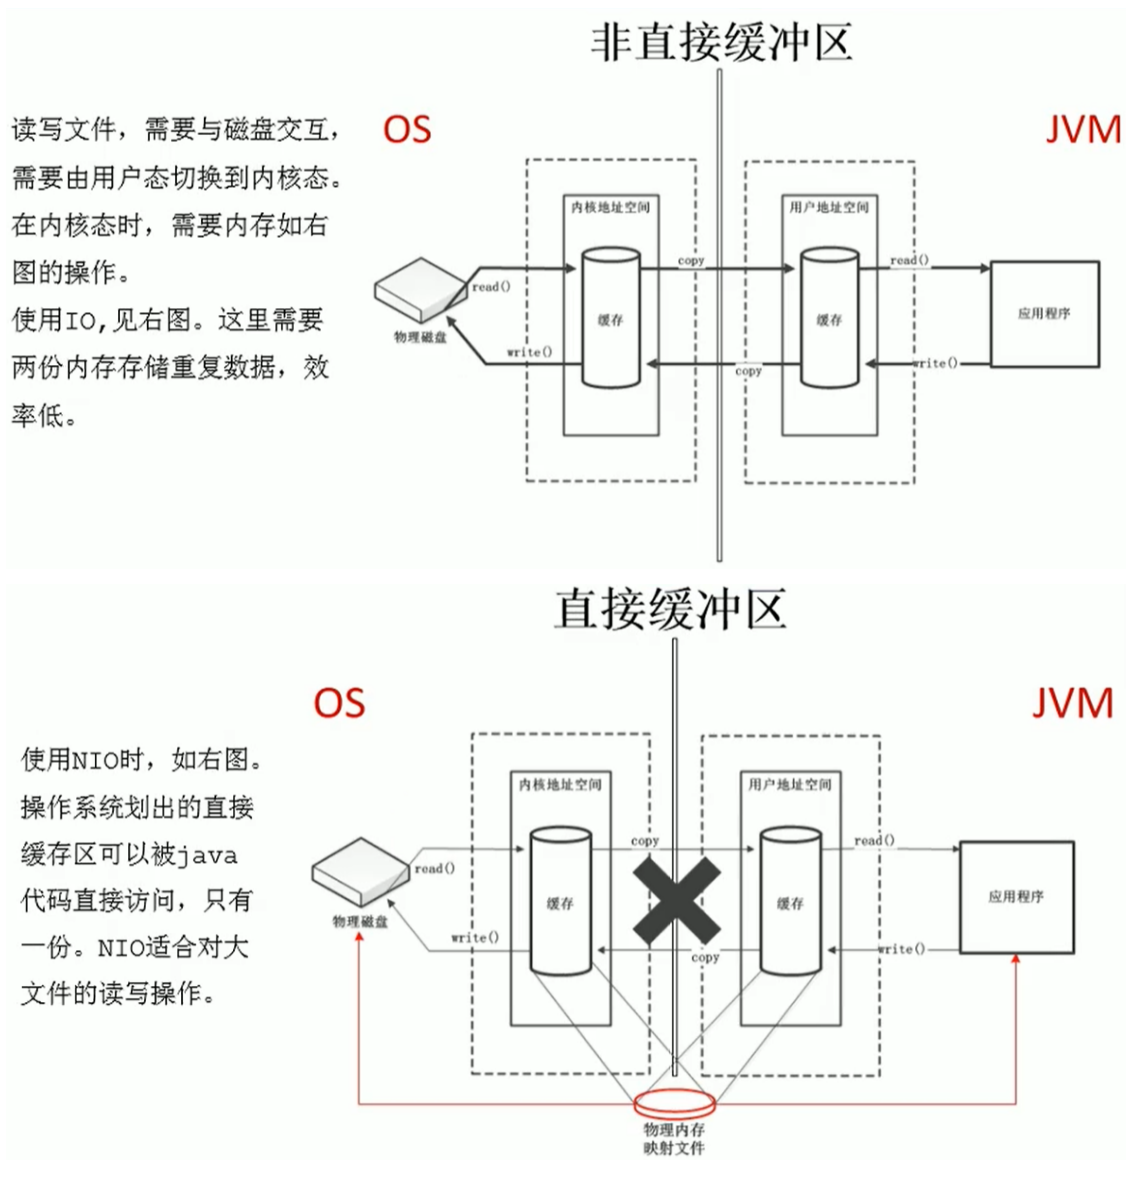 非直接缓冲区
OS
JVM
读写文件，需要与磁盘交互，
需要由用户态切换到内核态。
在内核态时，需要内存如右
图的操作。
使用IO,见右图。这里需要
两份内存存储重复数据，效
率低。
内核地址空间
用户地址空间
copy
read()
read()
物理磁盘
缓存
缓存
应用程序
write()
copy
write()
直接缓冲区
OS
JVM
使用NIO时，如右图。
操作系统划出的直接
缓存区可以被java
代码直接访问，只有
一份。NIO适合对大
文件的读写操作。
内核地址空间
用户地址空间
copy
read()
read()
物理磁盘
缓存
缓存
应用程序
write()
copy
write()
物理内存
映射文件